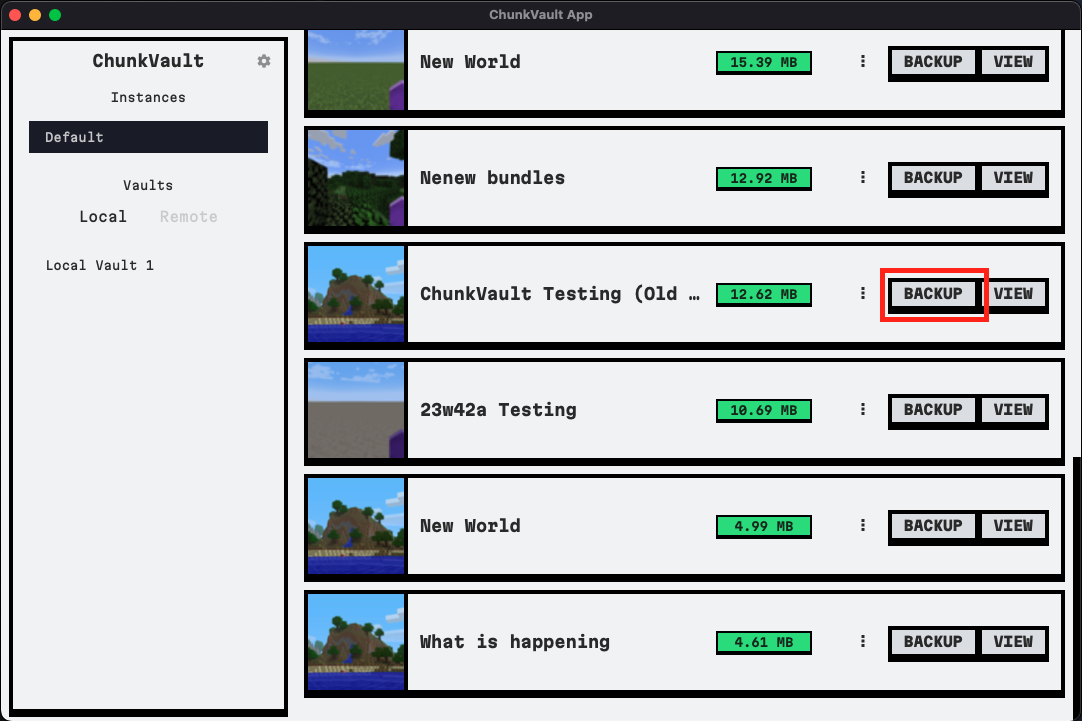 ChunkVault App
ChunkVault
Instances
Default
Vaults
Local Remote
Local Vault 1
New World 15.39 MB BACKUP VIEW
Nenew bundles 12.92 MB BACKUP VIEW
ChunkVault Testing (Old … 12.62 MB BACKUP VIEW
23w42a Testing 10.69 MB BACKUP VIEW
New World 4.99 MB BACKUP VIEW
What is happening 4.61 MB BACKUP VIEW